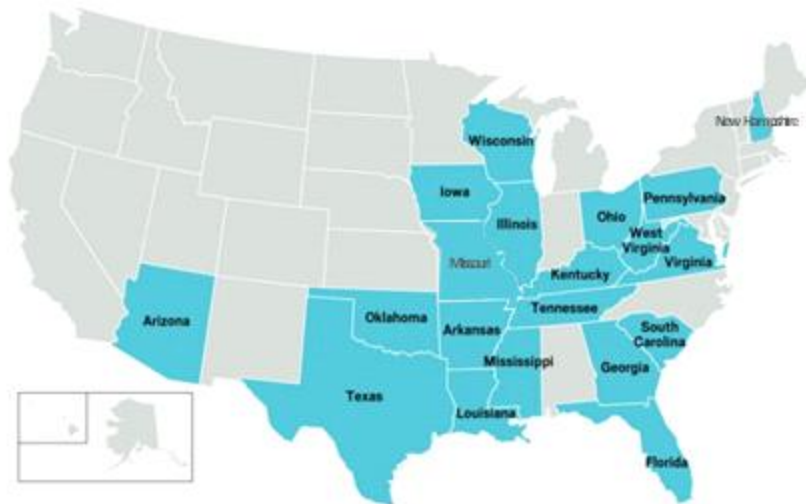 New Hampshire
Wisconsin
Iowa
Pennsylvania
Illinois
Ohio
West
Virginia
Virginia
Missouri
Kentucky
Tennessee
Arizona
Oklahoma
Arkansas
South
Carolina
Mississippi
Georgia
Texas
Louisiana
Florida